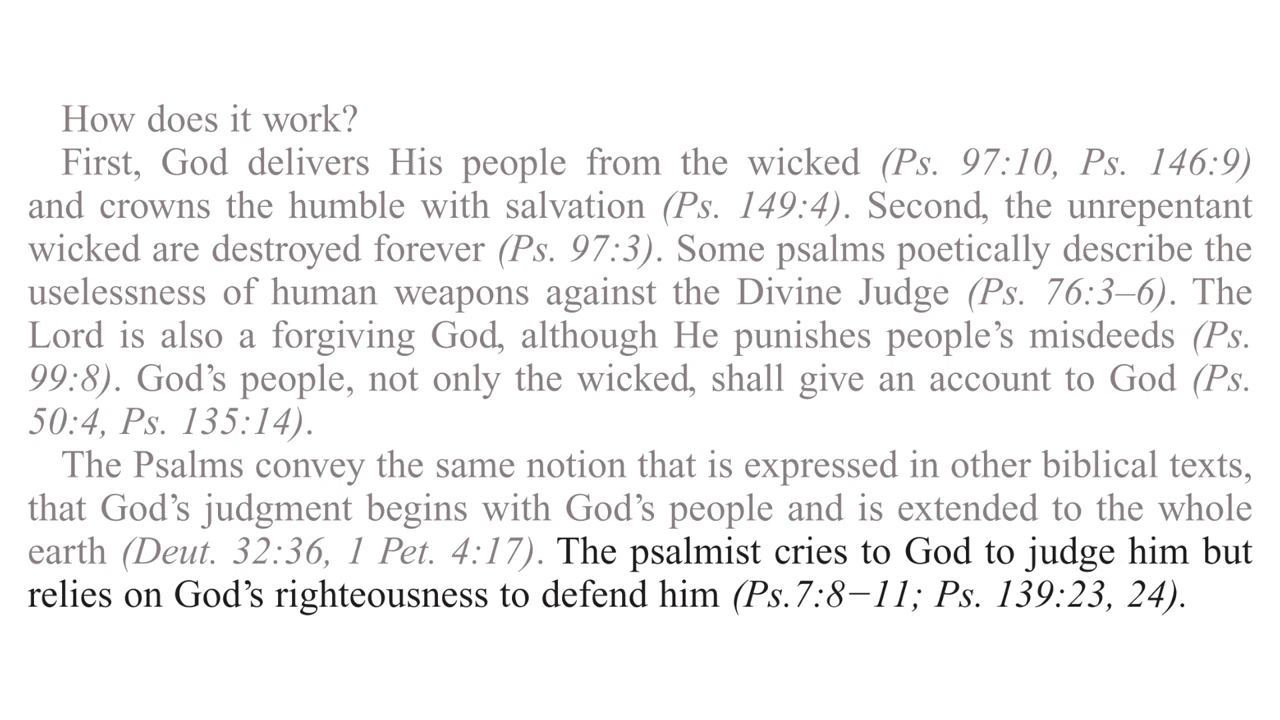 How does it work?
First, God delivers His people from the wicked (Ps. 97:10, Ps. 146:9)
and crowns the humble with salvation (Ps. 149:4). Second, the unrepentant
wicked are destroyed forever (Ps. 97:3). Some psalms poetically describe the
uselessness of human weapons against the Divine Judge (Ps. 76:3–6). The
Lord is also a forgiving God, although He punishes people’s misdeeds (Ps.
99:8). God’s people, not only the wicked, shall give an account to God (Ps.
50:4, Ps. 135:14).
The Psalms convey the same notion that is expressed in other biblical texts,
that God’s judgment begins with God’s people and is extended to the whole
earth (Deut. 32:36, 1 Pet. 4:17). The psalmist cries to God to judge him but
relies on God’s righteousness to defend him (Ps.7:8−11; Ps. 139:23, 24).